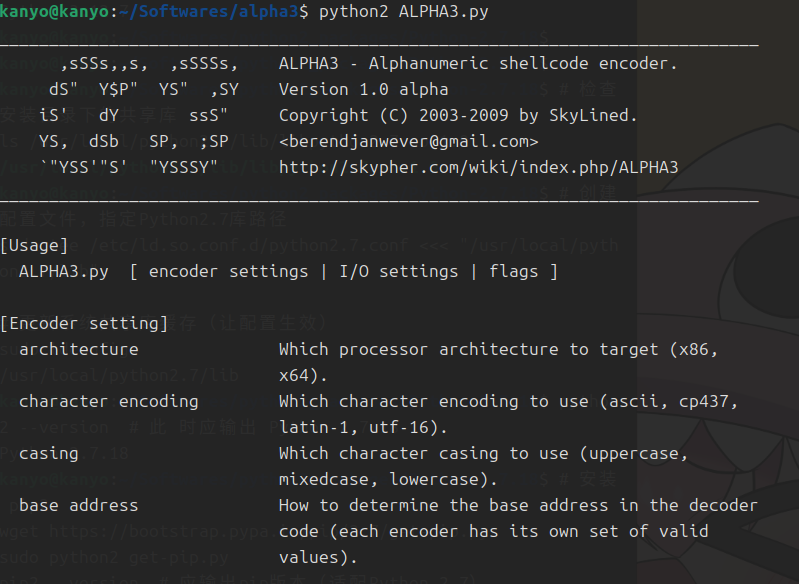 kanyo@kanyo:~/Softwares/alpha3$ python2 ALPHA3.py
____________________________________________________________________________
,sSSs,,s,  ,sSSSs,    ALPHA3 - Alphanumeric shellcode encoder.
dS"  Y$P"  YS"  ,SY    Version 1.0 alpha
iS'   dY       ssS"    Copyright (C) 2003-2009 by SkyLined.
YS,  dSb   SP,  ;SP    <berendjanwever@gmail.com>
`"YSS'"S'  "YSSSY"     http://skypher.com/wiki/index.php/ALPHA3
____________________________________________________________________________
[Usage]
ALPHA3.py  [ encoder settings | I/O settings | flags ]
[Encoder setting]
architecture              Which processor architecture to target (x86,
x64).
character encoding        Which character encoding to use (ascii, cp437,
latin-1, utf-16).
casing                    Which character casing to use (uppercase,
mixedcase, lowercase).
base address              How to determine the base address in the decoder
code (each encoder has its own set of valid
values).